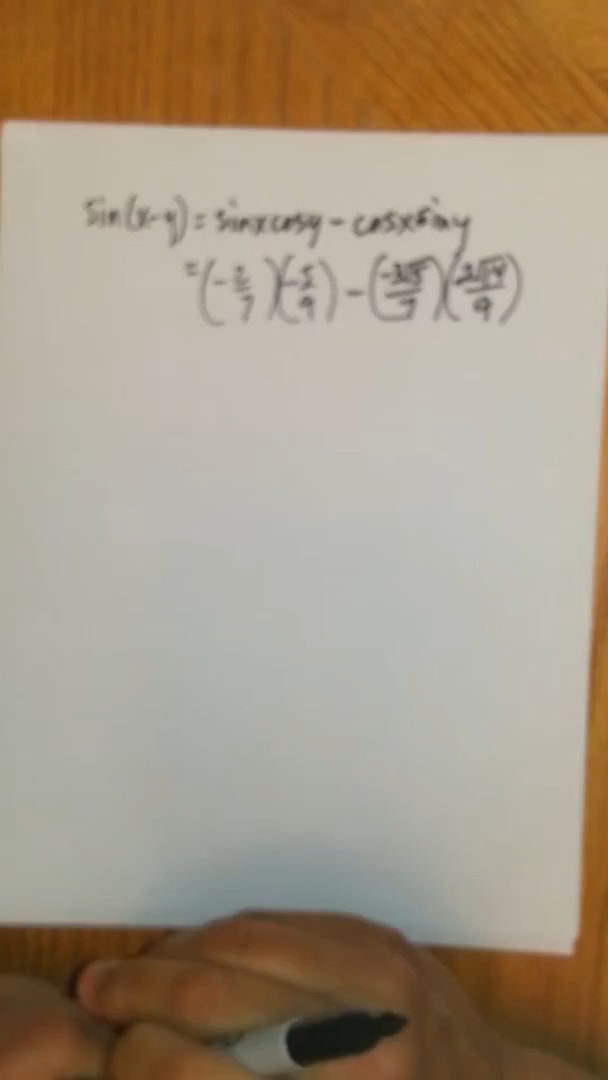 sin(x-y) = sinxcosy - cosxsiny
= (-2/7)(-5/9) - (-3√5/7)(2√14/9)